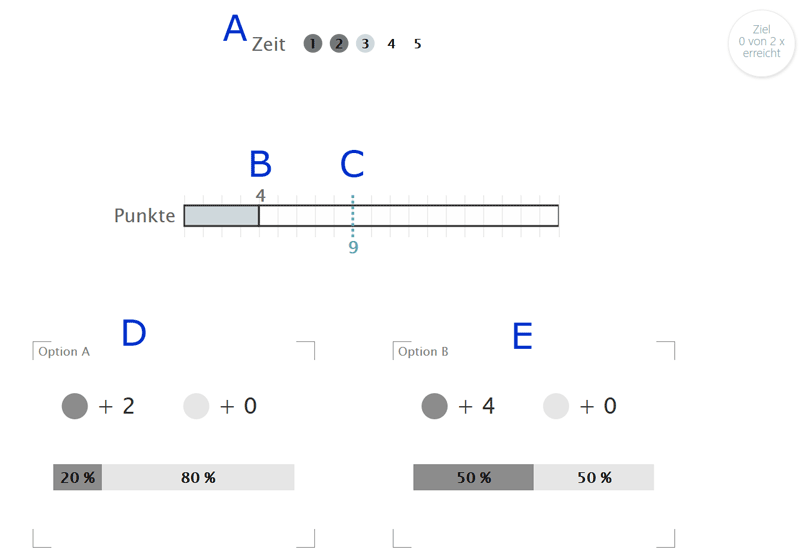 A
Zeit 1 2 3 4 5
Ziel
0 von 2 x
erreicht
B C
4
Punkte
9
D
E
Option A
+ 2 + 0
20 % 80 %
Option B
+ 4 + 0
50 % 50 %